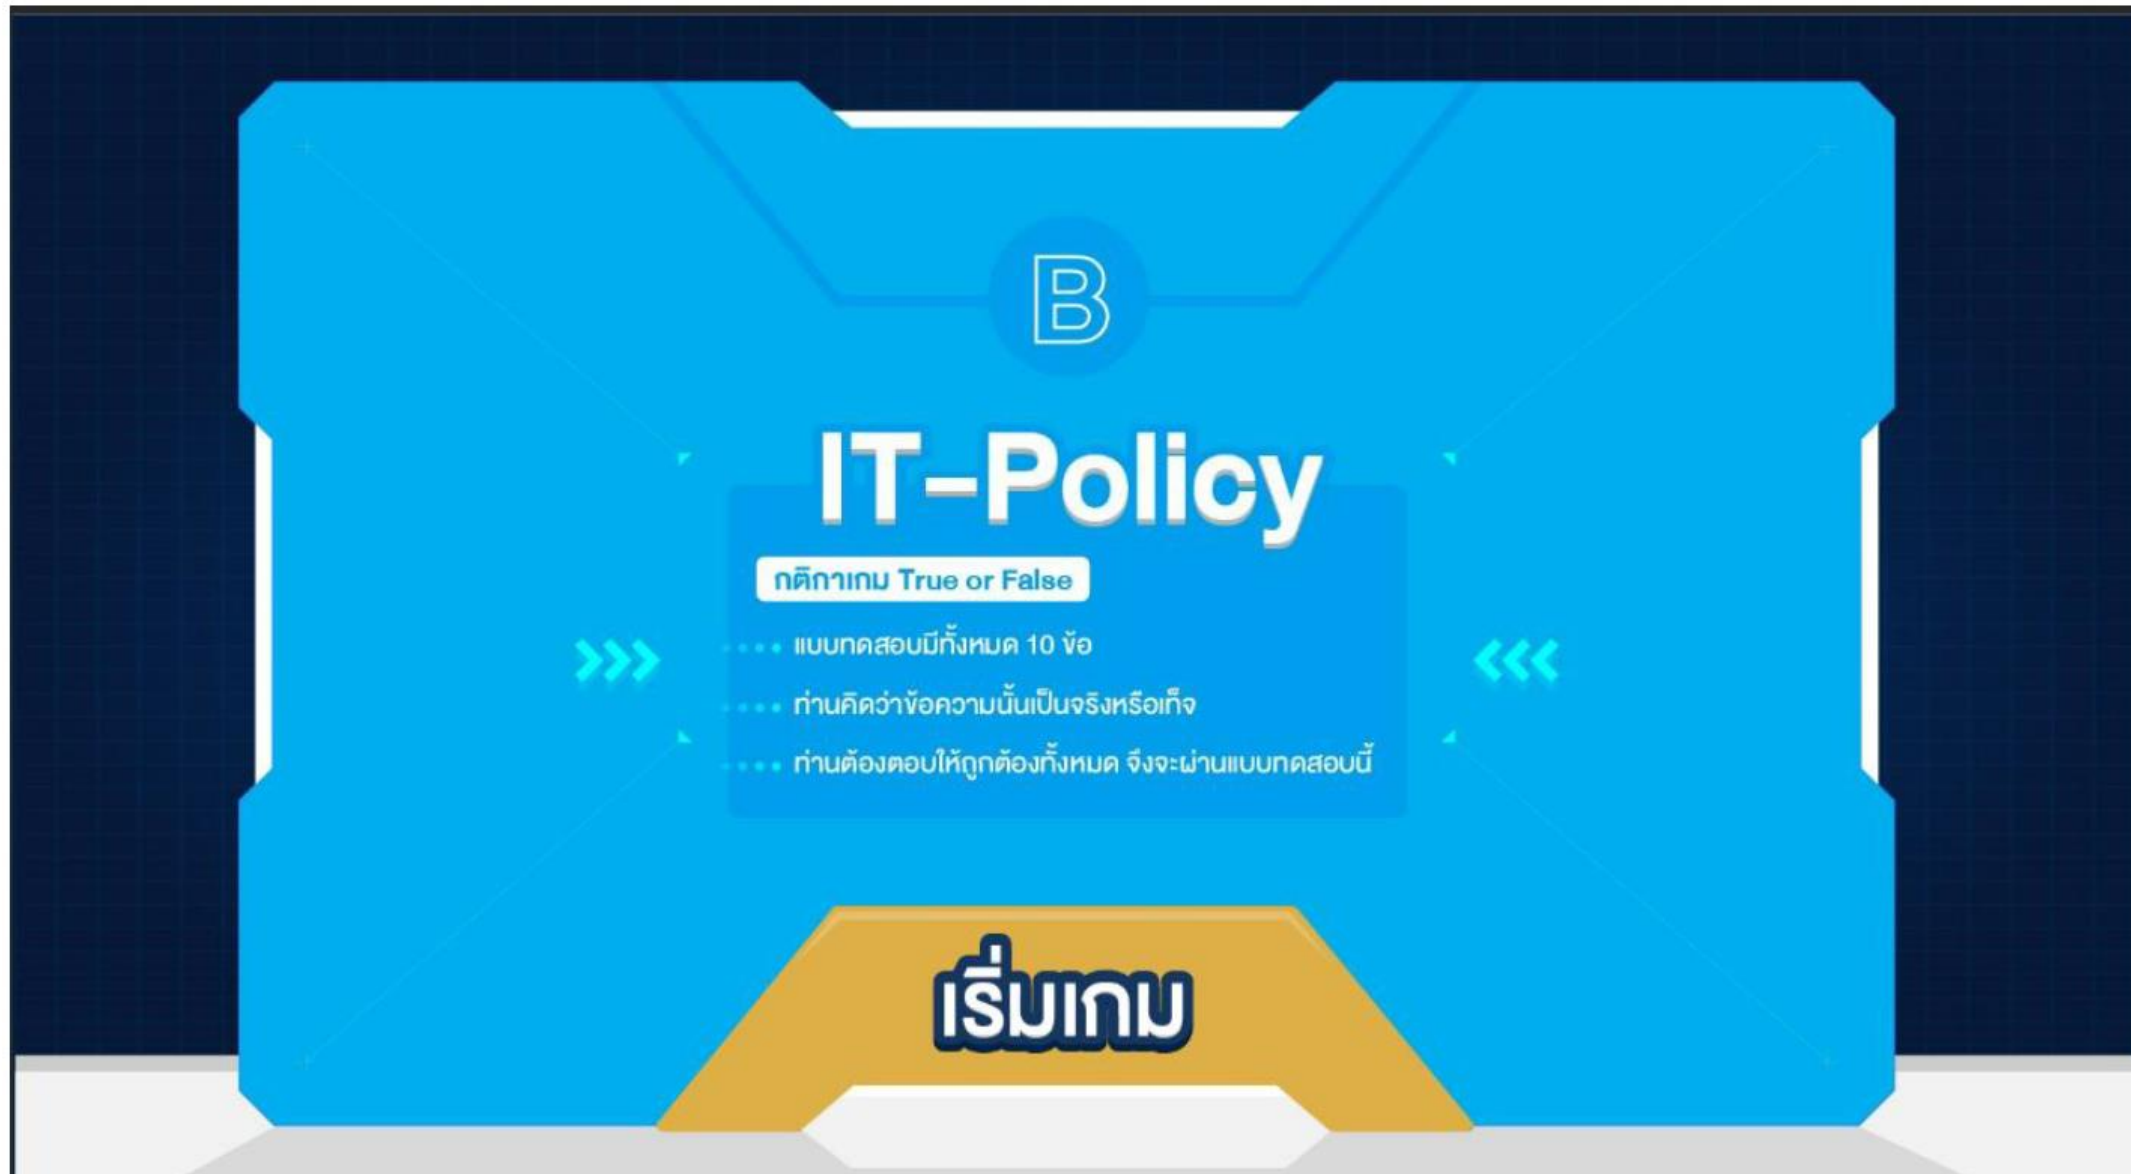 B
IT-Policy
กติกาเกม True or False
แบบทดสอบมีทั้งหมด 10 ข้อ
ท่านคิดว่าข้อความนั้นเป็นจริงหรือเท็จ
ท่านต้องตอบให้ถูกต้องทั้งหมด จึงจะผ่านแบบทดสอบนี้
เริ่มเกม